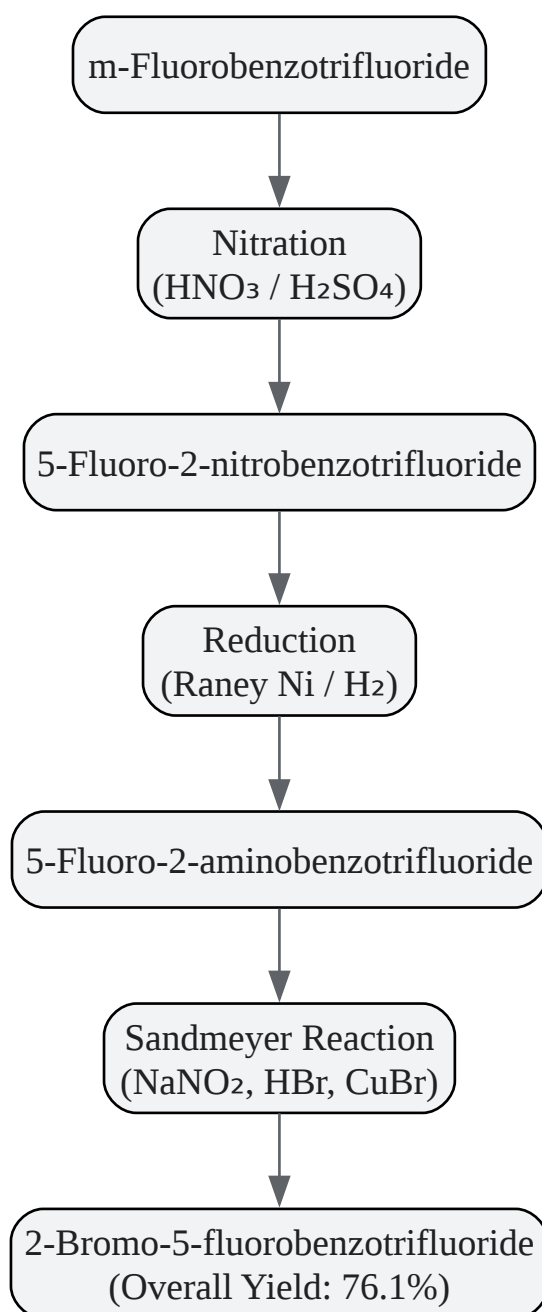 m-Fluorobenzotrifluoride
Nitration
(HNO₃ / H₂SO₄)
5-Fluoro-2-nitrobenzotrifluoride
Reduction
(Raney Ni / H₂)
5-Fluoro-2-aminobenzotrifluoride
Sandmeyer Reaction
(NaNO₂, HBr, CuBr)
2-Bromo-5-fluorobenzotrifluoride
(Overall Yield: 76.1%)